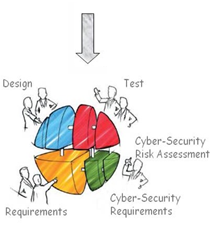 Design
Test
Cyber-Security
Risk Assessment
Requirements
Cyber-Security
Requirements